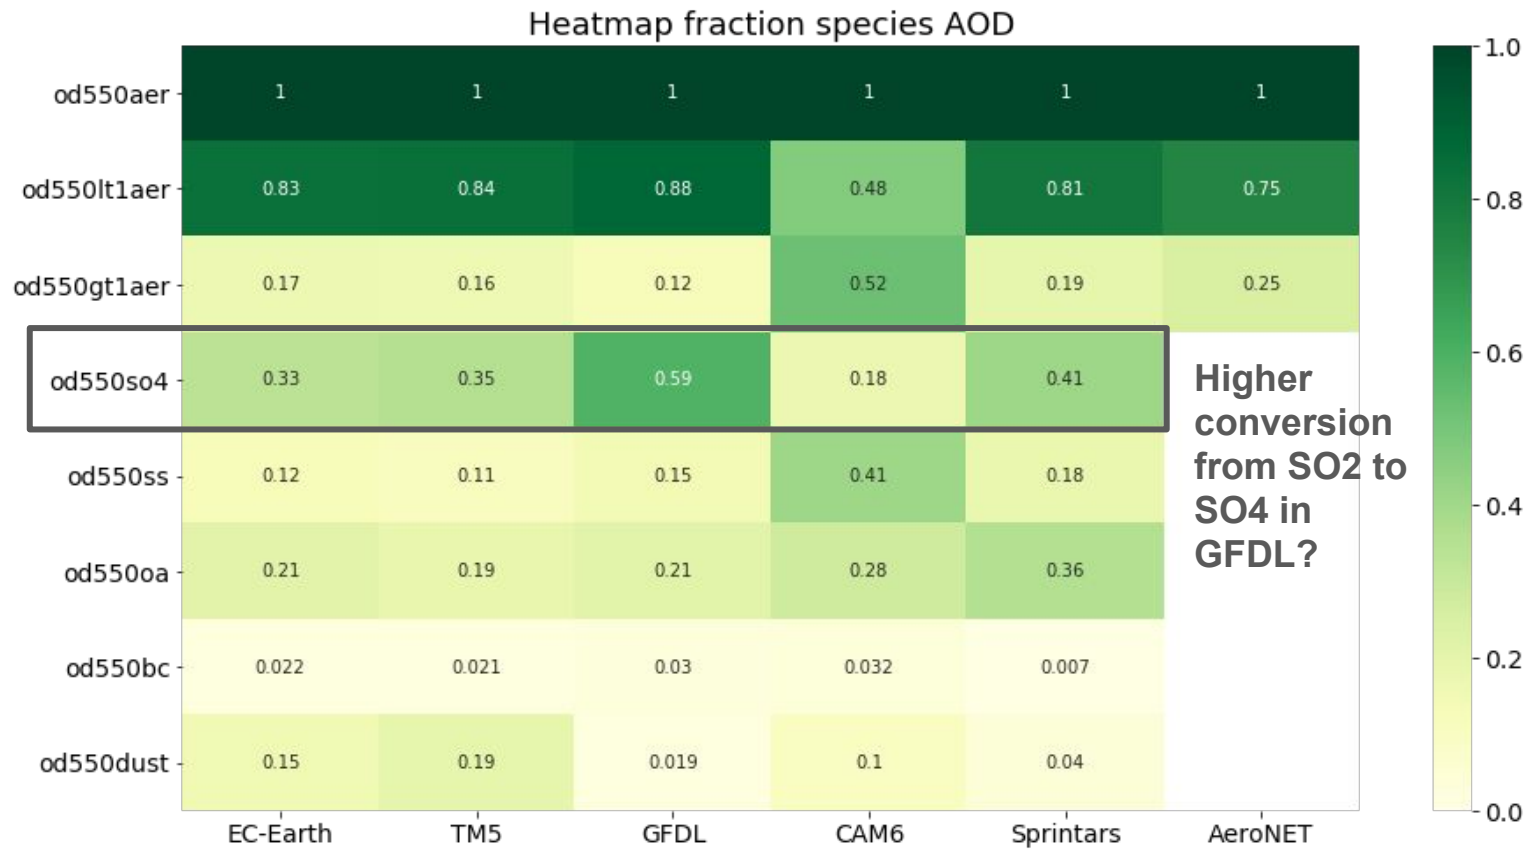 Heatmap fraction species AOD
od550aer 1 1 1 1 1 1
od550lt1aer 0.83 0.84 0.88 0.48 0.81 0.75
od550gt1aer 0.17 0.16 0.12 0.52 0.19 0.25
od550so4 0.33 0.35 0.59 0.18 0.41
od550ss 0.12 0.11 0.15 0.41 0.18
od550oa 0.21 0.19 0.21 0.28 0.36
od550bc 0.022 0.021 0.03 0.032 0.007
od550dust 0.15 0.19 0.019 0.1 0.04
EC-Earth TM5 GFDL CAM6 Sprintars AeroNET
Higher
conversion
from SO2 to
SO4 in
GFDL?
1.0
0.8
0.6
0.4
0.2
0.0